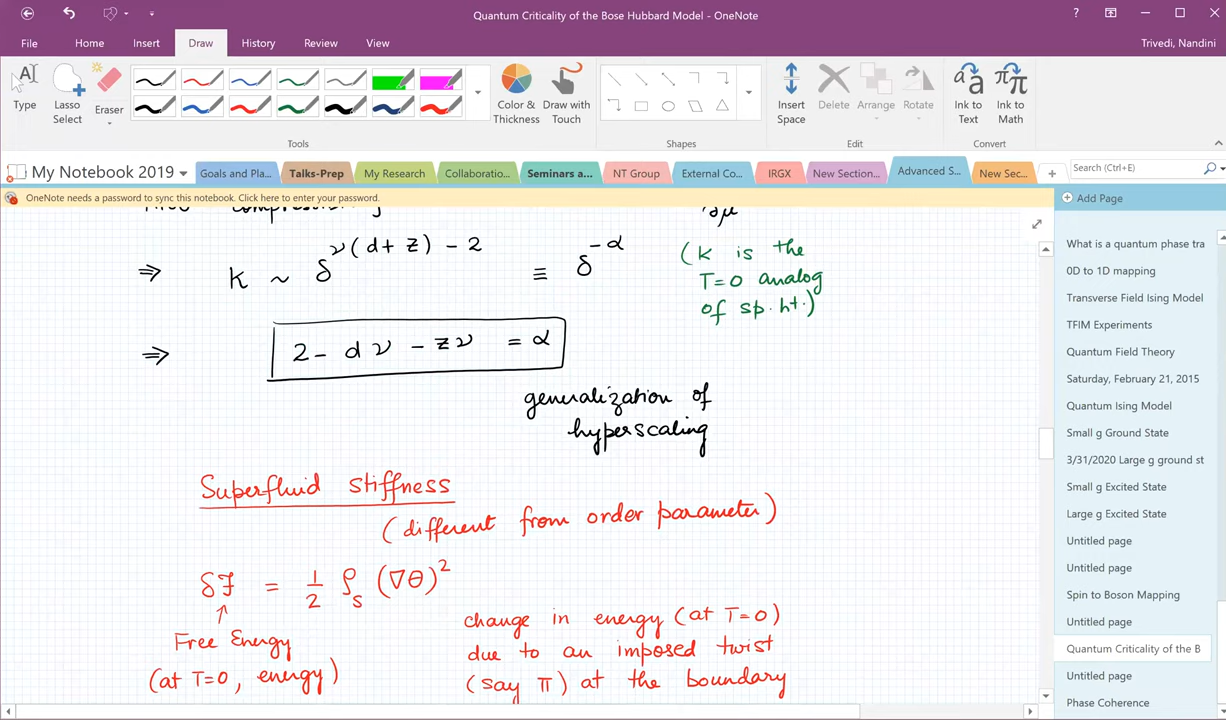 Quantum Criticality of the Bose Hubbard Model - OneNote
?
File Home Insert Draw History Review View
Trivedi, Nandini
Type
Lasso Select
Eraser
Color & Thickness
Draw with Touch
Insert Space
Delete
Arrange
Rotate
Ink to Text
Ink to Math
Tools
Shapes
Edit
Convert
My Notebook 2019
Goals and Pla... Talks-Prep My Research Collaboratio... Seminars a... NT Group External Co... IRGX New Section... Advanced S... New Sec...
Search (Ctrl+E)
OneNote needs a password to sync this notebook. Click here to enter your password.
Add Page
What is a quantum phase tra
0D to 1D mapping
Transverse Field Ising Model
TFIM Experiments
Quantum Field Theory
Saturday, February 21, 2015
Quantum Ising Model
Small g Ground State
3/31/2020 Large g ground st
Small g Excited State
Large g Excited State
Untitled page
Untitled page
Spin to Boson Mapping
Untitled page
Quantum Criticality of the B
Untitled page
Phase Coherence
⇒ κ ~ δ^{ν(d+z)-2} ≡ δ^{-α}
(κ is the
T=0 analog
of sp. ht.)
⇒ 2 - dν - zν = α
generalization of
hyperscaling
Superfluid stiffness
(different from order parameter)
δF = 1/2 ρ_s (∇θ)^2
↑
Free Energy
(at T=0, energy)
change in energy (at T=0)
due to an imposed twist
(say π) at the boundary